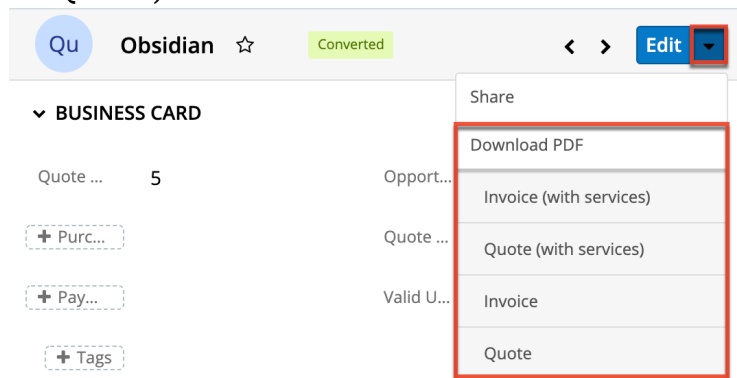 Qu Obsidian Converted Edit
Share
BUSINESS CARD
Download PDF
Quote ... 5 Opport...
Invoice (with services)
+ Purc... Quote ...
Quote (with services)
+ Pay... Valid U...
Invoice
+ Tags
Quote